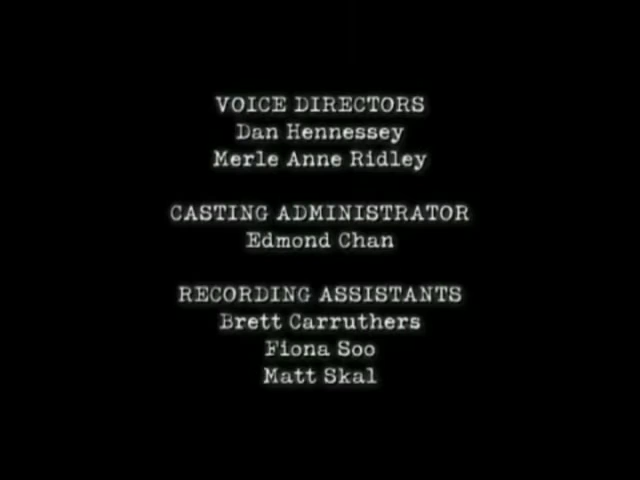 VOICE DIRECTORS
Dan Hennessey
Merle Anne Ridley
CASTING ADMINISTRATOR
Edmond Chan
RECORDING ASSISTANTS
Brett Carruthers
Fiona Soo
Matt Skal